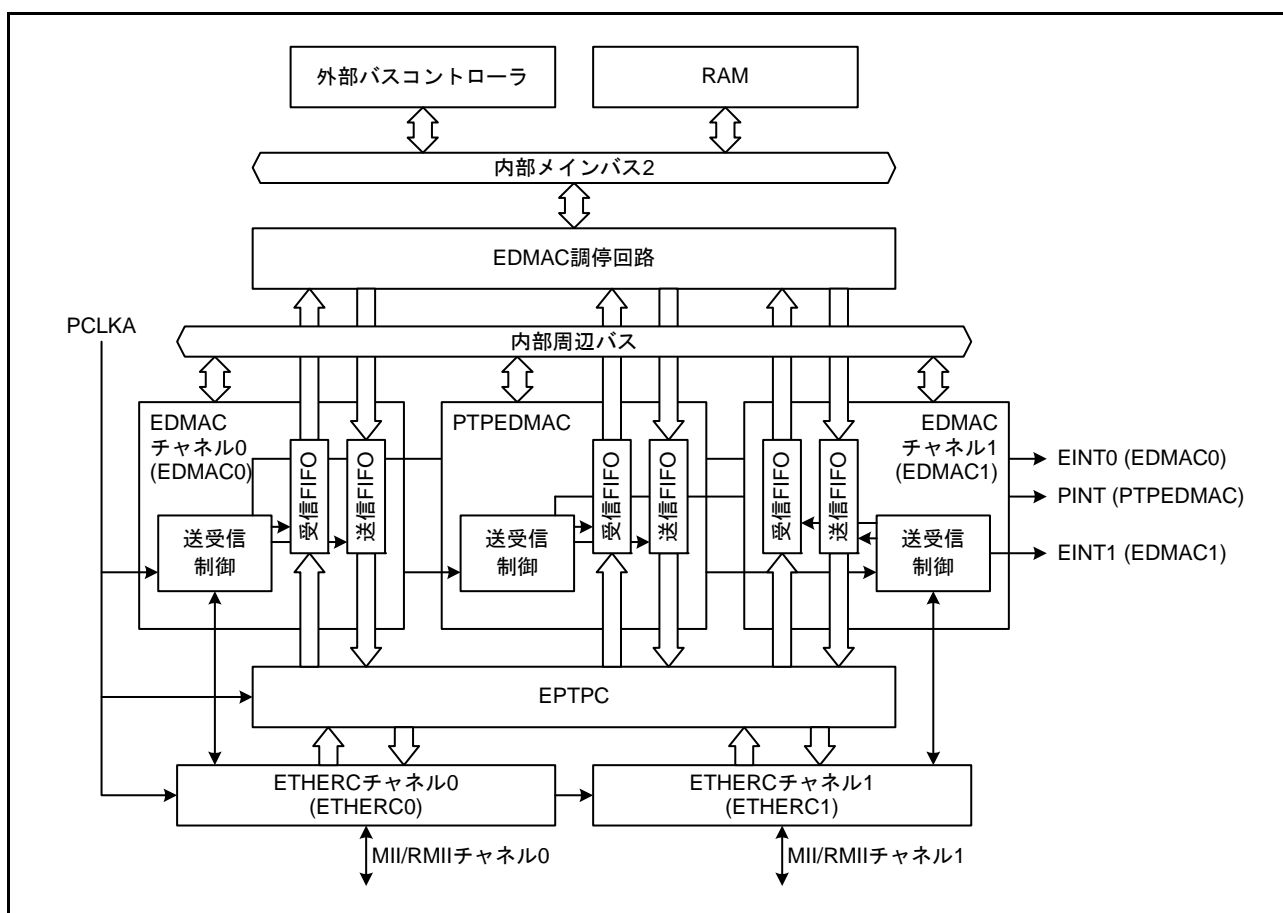 外部バスコントローラ
RAM
内部メインバス2
EDMAC調停回路
PCLKA
内部周辺バス
EDMAC
チャネル0
(EDMAC0)
受信FIFO
送信FIFO
送受信
制御
PTPEDMAC
受信FIFO
送信FIFO
送受信
制御
EDMAC
チャネル1
(EDMAC1)
受信FIFO
送信FIFO
送受信
制御
EINT0 (EDMAC0)
PINT (PTPEDMAC)
EINT1 (EDMAC1)
EPTPC
ETHERCチャネル0
(ETHERC0)
ETHERCチャネル1
(ETHERC1)
MII/RMIIチャネル0
MII/RMIIチャネル1